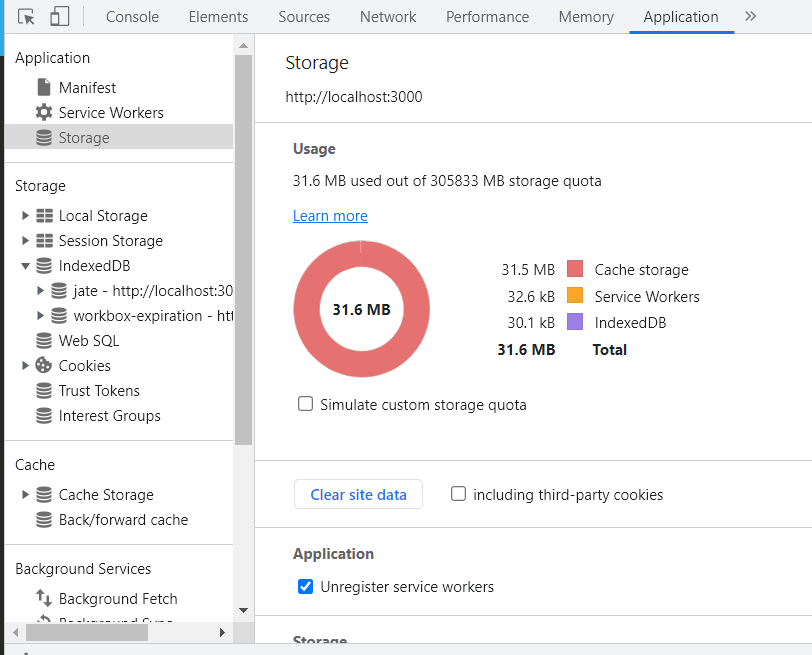 Console Elements Sources Network Performance Memory Application
Application
Manifest
Service Workers
Storage
Storage
Local Storage
Session Storage
IndexedDB
jate - http://localhost:30
workbox-expiration - htt
Web SQL
Cookies
Trust Tokens
Interest Groups
Cache
Cache Storage
Back/forward cache
Background Services
Background Fetch
Background Sync
Storage
http://localhost:3000
Usage
31.6 MB used out of 305833 MB storage quota
Learn more
31.6 MB
31.5 MB Cache storage
32.6 kB Service Workers
30.1 kB IndexedDB
31.6 MB Total
Simulate custom storage quota
Clear site data including third-party cookies
Application
Unregister service workers
Storage